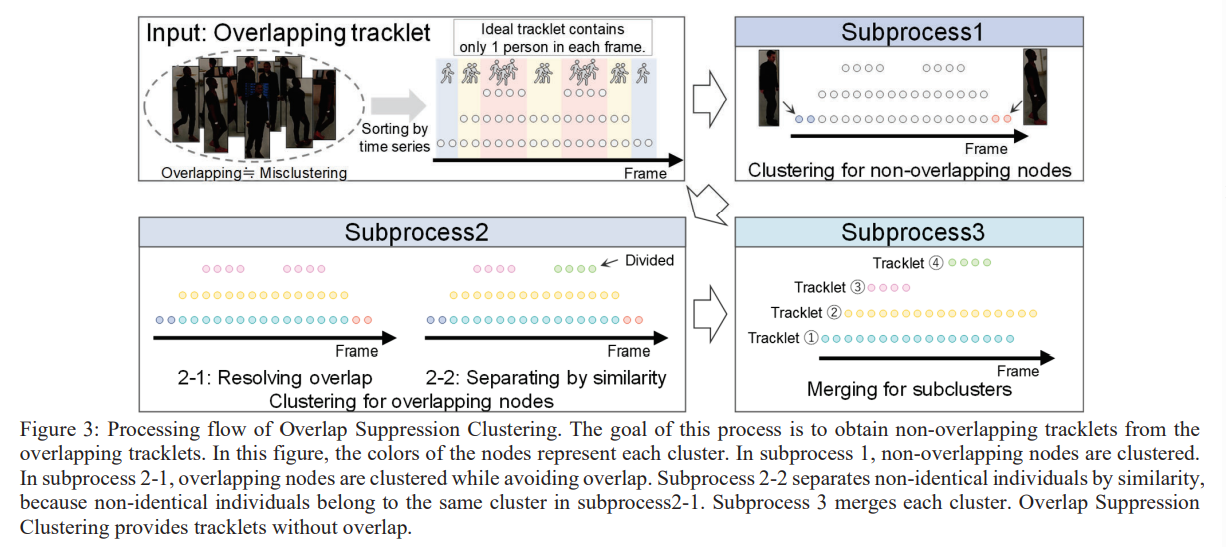 Input: Overlapping tracklet
Ideal tracklet contains
only 1 person in each frame.
Sorting by
time series
Overlapping≒ Misclustering
Frame
Subprocess1
Frame
Clustering for non-overlapping nodes
Subprocess2
Divided
Frame
Frame
2-1: Resolving overlap
2-2: Separating by similarity
Clustering for overlapping nodes
Subprocess3
Tracklet ④
Tracklet ③
Tracklet ②
Tracklet ①
Frame
Merging for subclusters
Figure 3: Processing flow of Overlap Suppression Clustering. The goal of this process is to obtain non-overlapping tracklets from the
overlapping tracklets. In this figure, the colors of the nodes represent each cluster. In subprocess 1, non-overlapping nodes are clustered.
In subprocess 2-1, overlapping nodes are clustered while avoiding overlap. Subprocess 2-2 separates non-identical individuals by similarity,
because non-identical individuals belong to the same cluster in subprocess2-1. Subprocess 3 merges each cluster. Overlap Suppression
Clustering provides tracklets without overlap.